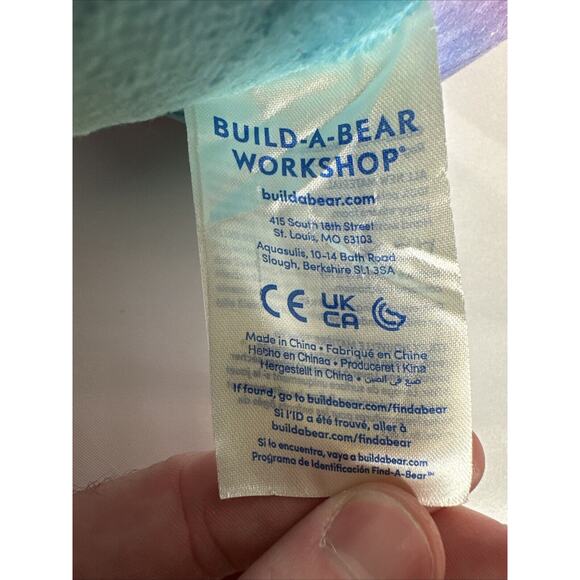 BUILD-A-BEAR
WORKSHOP®
buildabear.com
415 South 18th Street
St. Louis, MO 63103
Aquasulis, 10-14 Bath Road
Slough, Berkshire SL1 3SA
CE UK
CA
Made in China • Fabriqué en Chine
Hecho en Chinaa • Produceret i Kina
Hergestellt in China • صنع في الصين
If found, go to buildabear.com/findabear
Si l'ID a été trouvé, aller à
buildabear.com/findabear
Si lo encuentra, vaya a buildabear.com
Programa de Identificación Find-A-Bear™